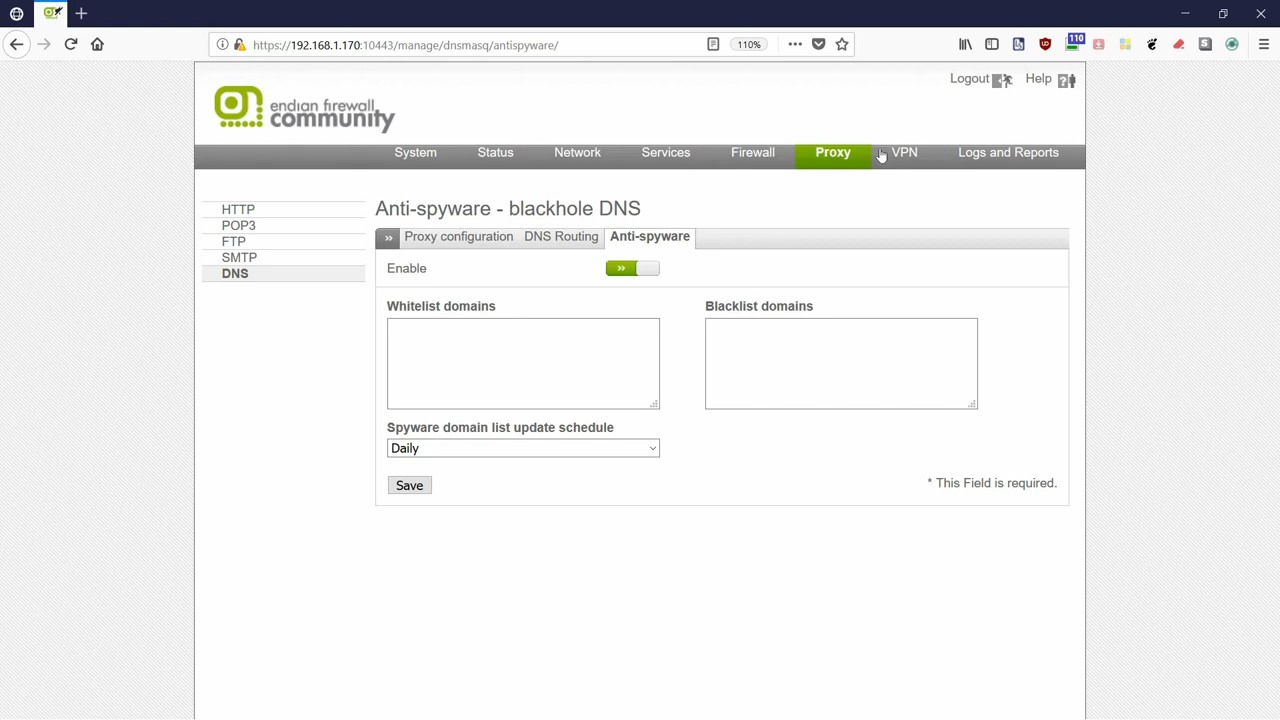 https://192.168.1.170:10443/manage/dnsmasq/antispyware/
110%
110
Logout
Help
endian firewall
community
System
Status
Network
Services
Firewall
Proxy
VPN
Logs and Reports
HTTP
POP3
FTP
SMTP
DNS
Anti-spyware - blackhole DNS
» Proxy configuration DNS Routing Anti-spyware
Enable
»
Whitelist domains
Blacklist domains
Spyware domain list update schedule
Daily
Save
* This Field is required.